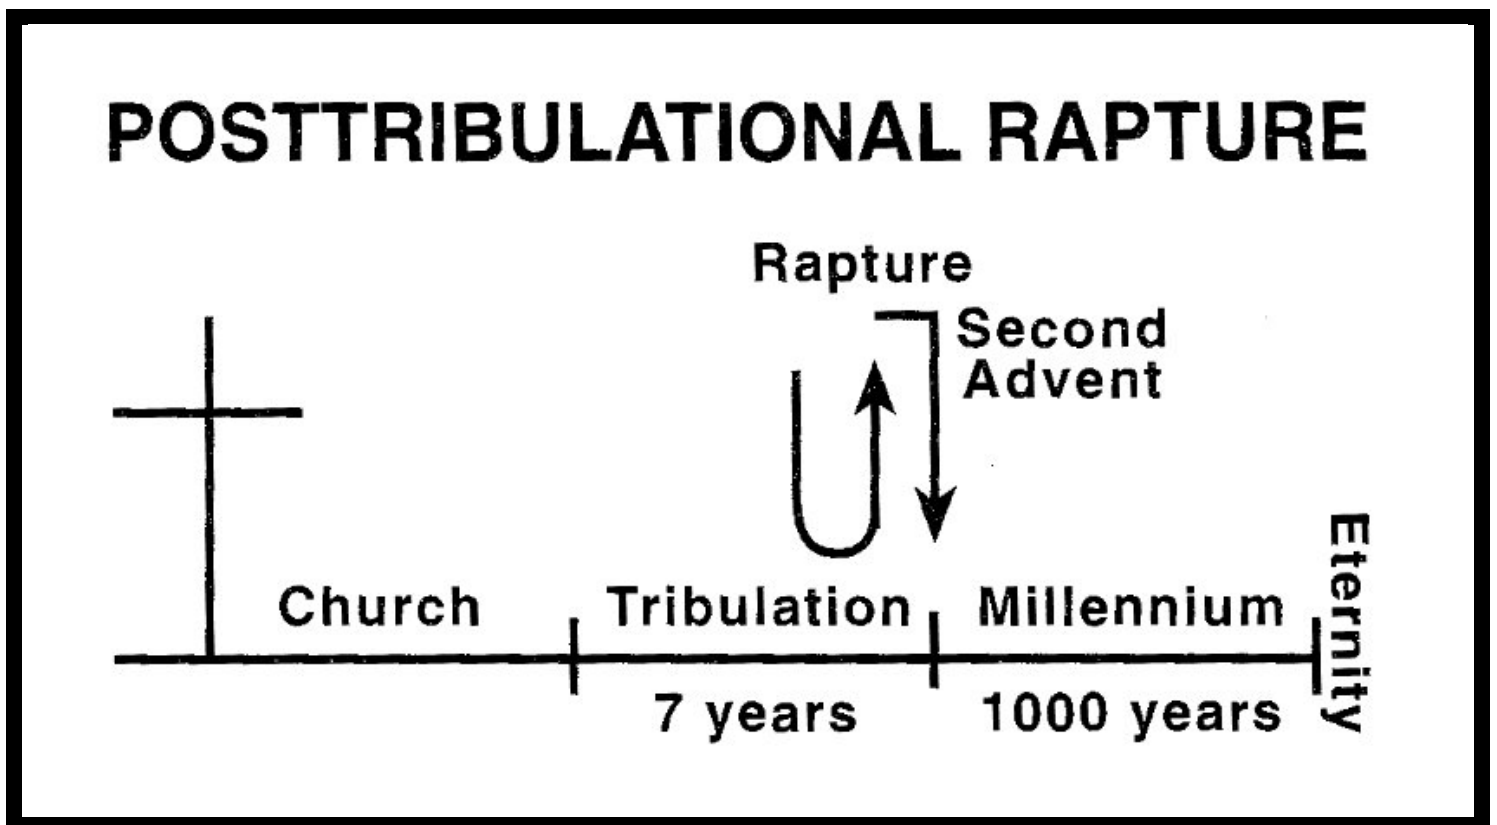 POSTTRIBULATIONAL RAPTURE
Rapture
Second
Advent
Church
Tribulation
Millennium
Eternity
7 years
1000 years